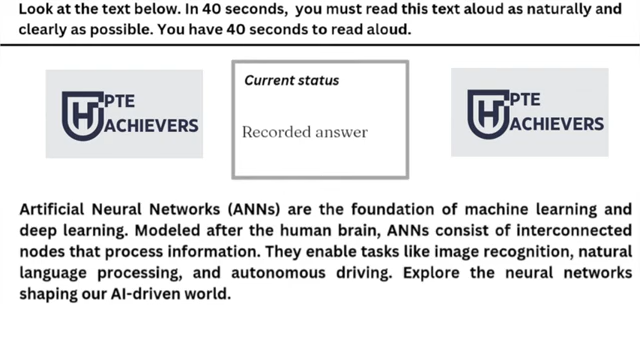 Look at the text below. In 40 seconds, you must read this text aloud as naturally and
clearly as possible. You have 40 seconds to read aloud.
PTE
ACHIEVERS
Current status
Recorded answer
PTE
ACHIEVERS
Artificial Neural Networks (ANNs) are the foundation of machine learning and
deep learning. Modeled after the human brain, ANNs consist of interconnected
nodes that process information. They enable tasks like image recognition, natural
language processing, and autonomous driving. Explore the neural networks
shaping our AI-driven world.